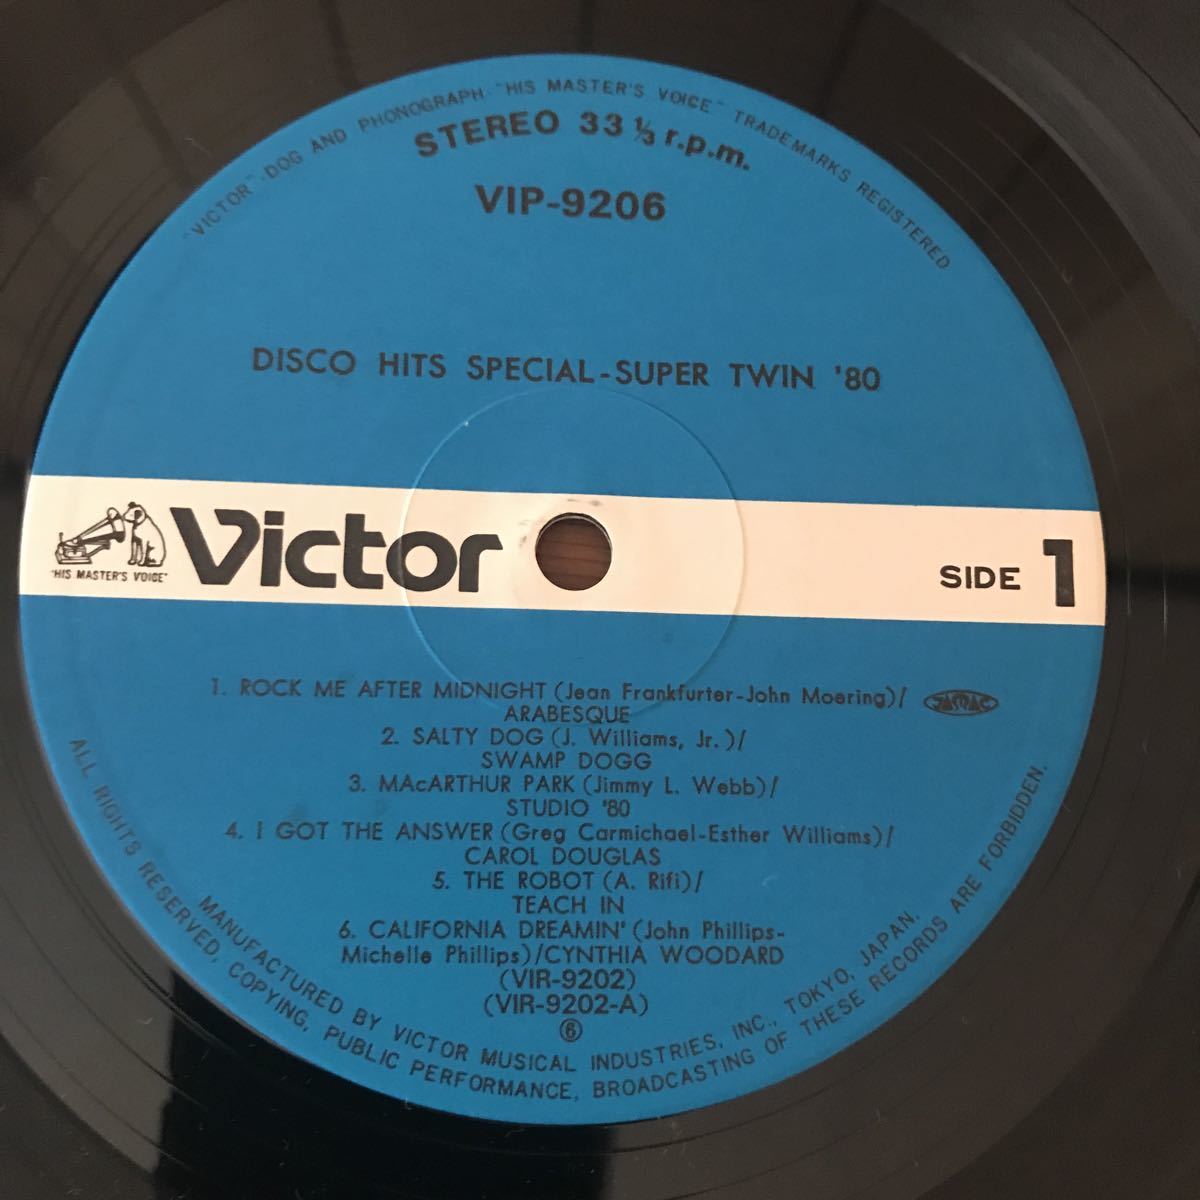 "VICTOR", DOG AND PHONOGRAPH, "HIS MASTER'S VOICE" TRADEMARKS REGISTERED
STEREO 33 ⅓ r.p.m.
VIP-9206
DISCO HITS SPECIAL-SUPER TWIN '80
Victor
"HIS MASTER'S VOICE"
SIDE 1
1. ROCK ME AFTER MIDNIGHT (Jean Frankfurter-John Moering)/
ARABESQUE
JASRAC
2. SALTY DOG (J. Williams, Jr.)/
SWAMP DOGG
3. MAcARTHUR PARK (Jimmy L. Webb)/
STUDIO '80
4. I GOT THE ANSWER (Greg Carmichael-Esther Williams)/
CAROL DOUGLAS
5. THE ROBOT (A. Rifi)/
TEACH IN
6. CALIFORNIA DREAMIN' (John Phillips-
Michelle Phillips)/CYNTHIA WOODARD
(VIR-9202)
(VIR-9202-A)
⑥
MANUFACTURED BY VICTOR MUSICAL INDUSTRIES, INC., TOKYO, JAPAN.
ALL RIGHTS RESERVED, COPYING, PUBLIC PERFORMANCE, BROADCASTING OF THESE RECORDS ARE FORBIDDEN.